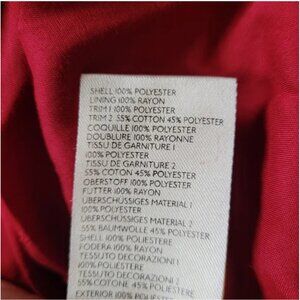 SHELL 100% POLYESTER
LINING 100% RAYON
TRIM 1 100% POLYESTER
TRIM 2 55% COTTON 45% POLYESTER
COQUILLE 100% POLYESTER
DOUBLURE 100% RAYONNE
TISSU DE GARNITURE 1
100% POLYESTER
TISSU DE GARNITURE 2
55% COTON 45% POLYESTER
OBERSTOFF 100% POLYESTER
FUTTER 100% RAYON
ÜBERSCHÜSSIGES MATERIAL 1
100% POLYESTER
ÜBERSCHÜSSIGES MATERIAL 2
55% BAUMWOLLE 45% POLYESTER
SHELL 100% POLIESTERE
FODERA 100% RAYON
TESSUTO DECORAZIONI 1
100% POLIESTERE
TESSUTO DECORAZIONI 2
55% COTONE 45% POLIESTERE
EXTERIOR 100% POLIESTER